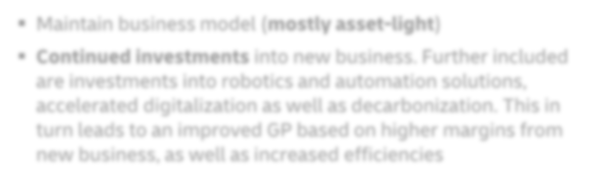 ▪ Maintain business model (mostly asset-light)
▪ Continued investments into new business. Further included
are investments into robotics and automation solutions,
accelerated digitalization as well as decarbonization. This in
turn leads to an improved GP based on higher margins from
new business, as well as increased efficiencies